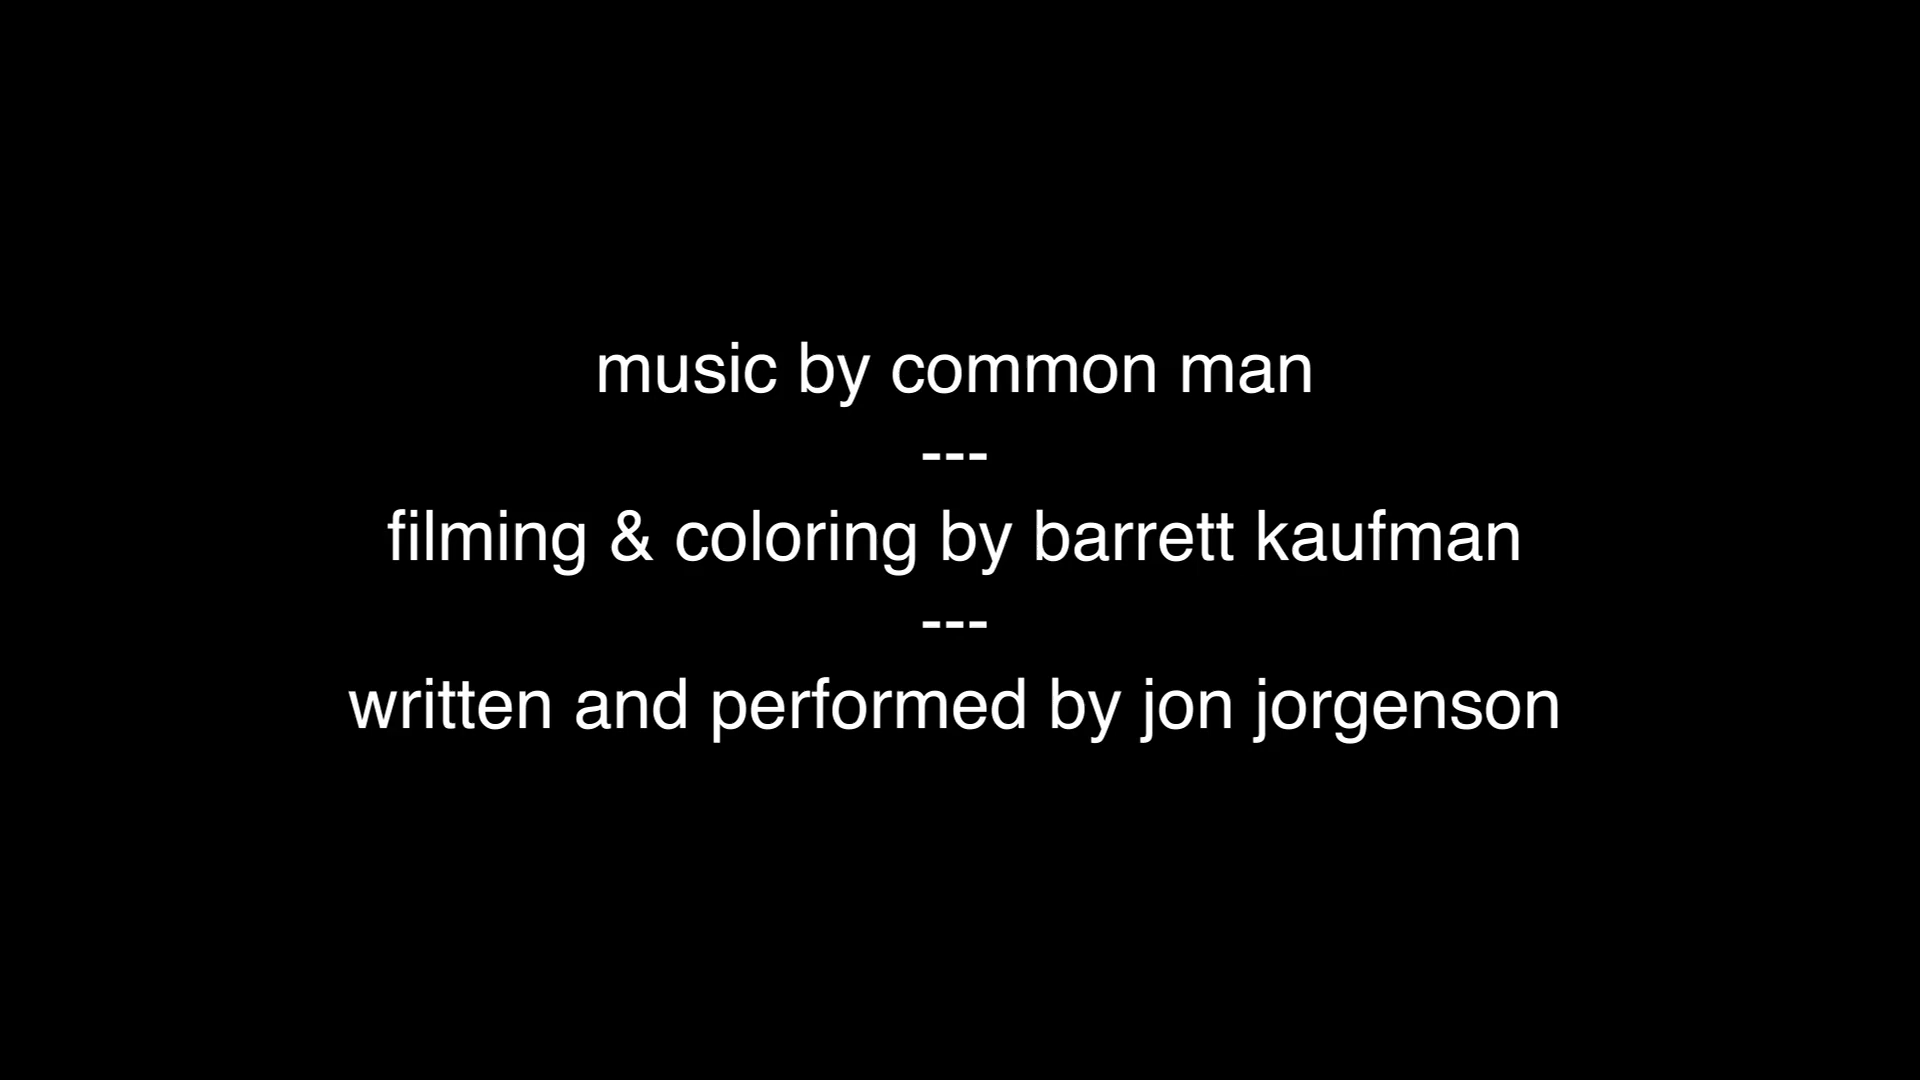 music by common man
---
filming & coloring by barrett kaufman
---
written and performed by jon jorgenson